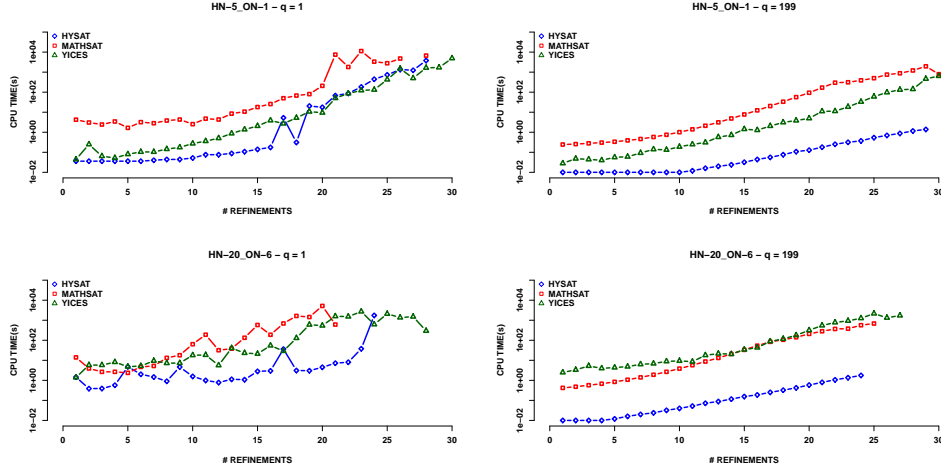 HN−5_ON−1 − q = 1
HYSAT
MATHSAT
YICES
CPU TIME(s)
1e−02 1e+00 1e+02 1e+04
0 5 10 15 20 25 30
# REFINEMENTS
HN−5_ON−1 − q = 199
HYSAT
MATHSAT
YICES
CPU TIME(s)
1e−02 1e+00 1e+02 1e+04
0 5 10 15 20 25 30
# REFINEMENTS
HN−20_ON−6 − q = 1
HYSAT
MATHSAT
YICES
CPU TIME(s)
1e−02 1e+00 1e+02 1e+04
0 5 10 15 20 25 30
# REFINEMENTS
HN−20_ON−6 − q = 199
HYSAT
MATHSAT
YICES
CPU TIME(s)
1e−02 1e+00 1e+02 1e+04
0 5 10 15 20 25 30
# REFINEMENTS